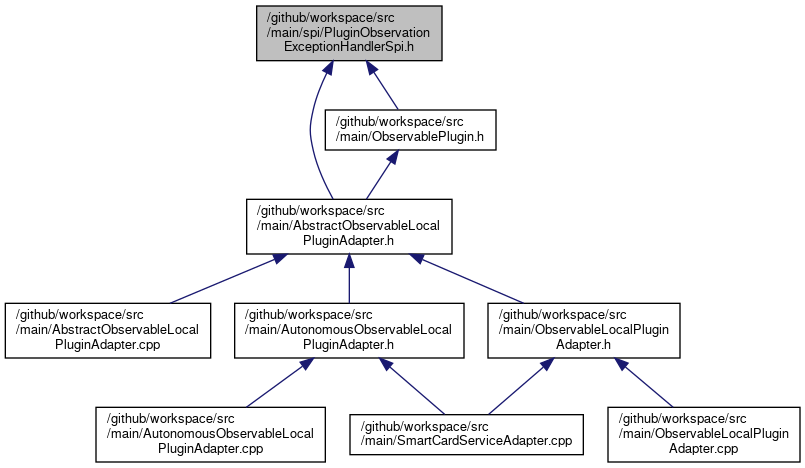 /github/workspace/src
/main/spi/PluginObservation
ExceptionHandlerSpi.h
/github/workspace/src
/main/ObservablePlugin.h
/github/workspace/src
/main/AbstractObservableLocal
PluginAdapter.h
/github/workspace/src
/main/AbstractObservableLocal
PluginAdapter.cpp
/github/workspace/src
/main/AutonomousObservableLocal
PluginAdapter.h
/github/workspace/src
/main/ObservableLocalPlugin
Adapter.h
/github/workspace/src
/main/AutonomousObservableLocal
PluginAdapter.cpp
/github/workspace/src
/main/SmartCardServiceAdapter.cpp
/github/workspace/src
/main/ObservableLocalPlugin
Adapter.cpp